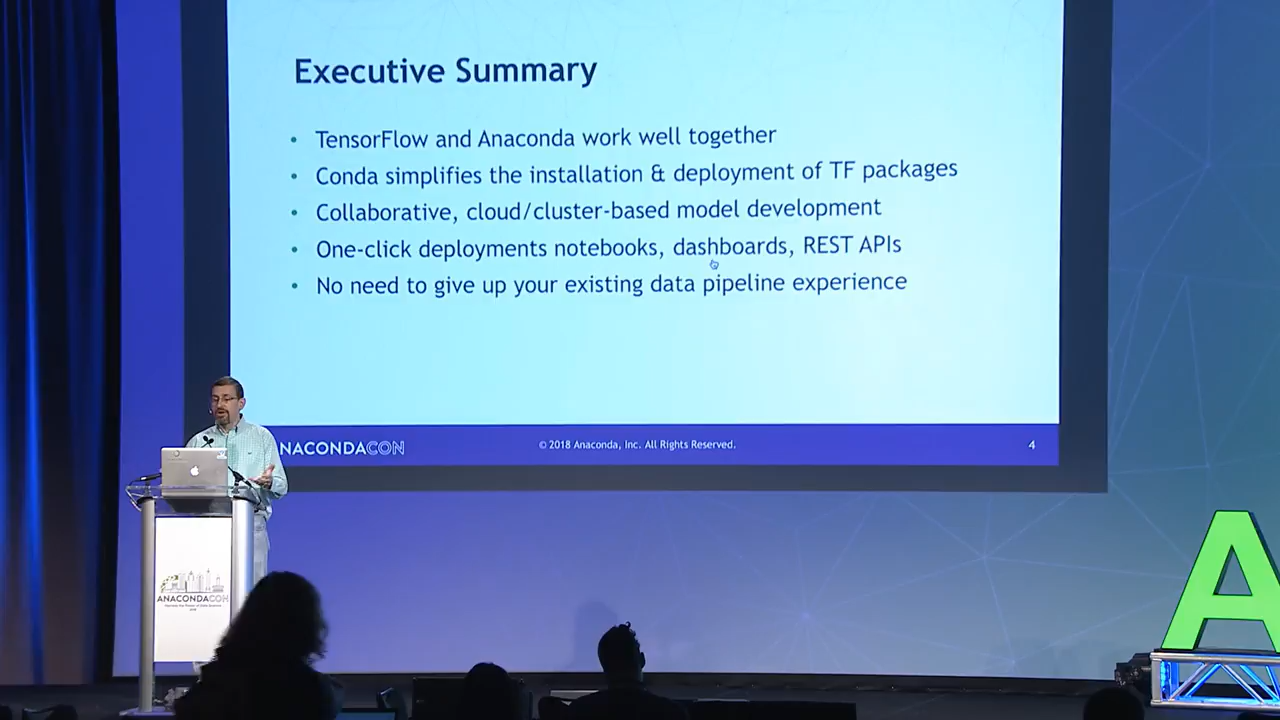 Executive Summary
• TensorFlow and Anaconda work well together
• Conda simplifies the installation & deployment of TF packages
• Collaborative, cloud/cluster-based model development
• One-click deployments notebooks, dashboards, REST APIs
• No need to give up your existing data pipeline experience
NACONDACON
© 2018 Anaconda, Inc. All Rights Reserved.
4
ANACONDACON
A